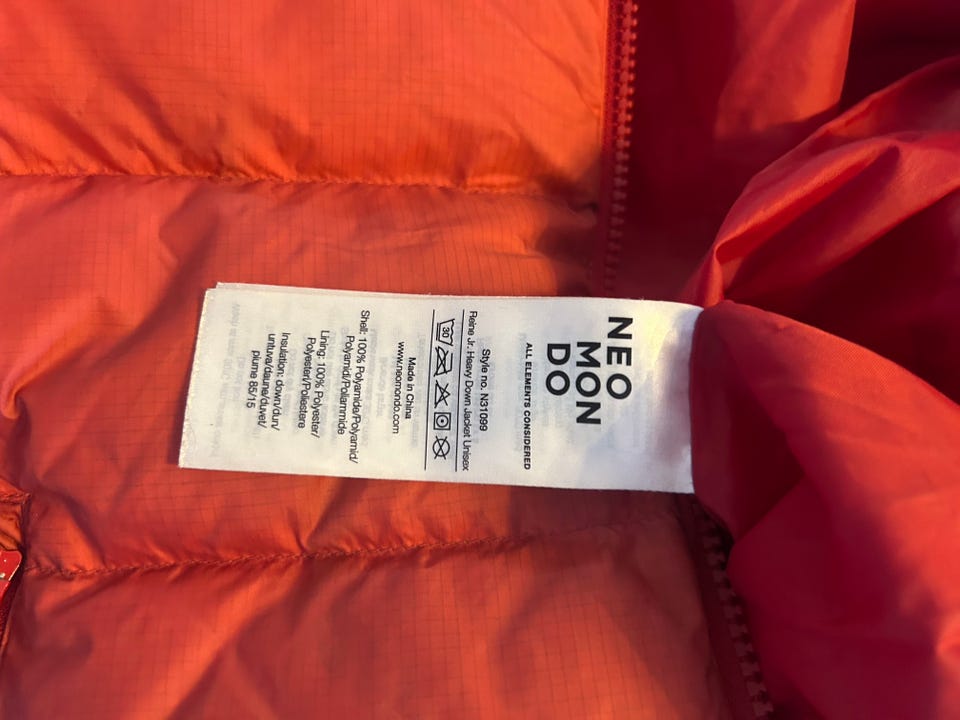 NEO
MON
DO
ALL ELEMENTS CONSIDERED
Style no. N31099
Reine Jr. Heavy Down Jacket Unisex
30
Made in China
www.neomondo.com
Shell: 100% Polyamide/Polyamid/
Polyamid/Poliammide
Lining: 100% Polyester/
Polyester/Poliestere
Insulation: down/dun/
untuva/daune/duvet/
piume 85/15